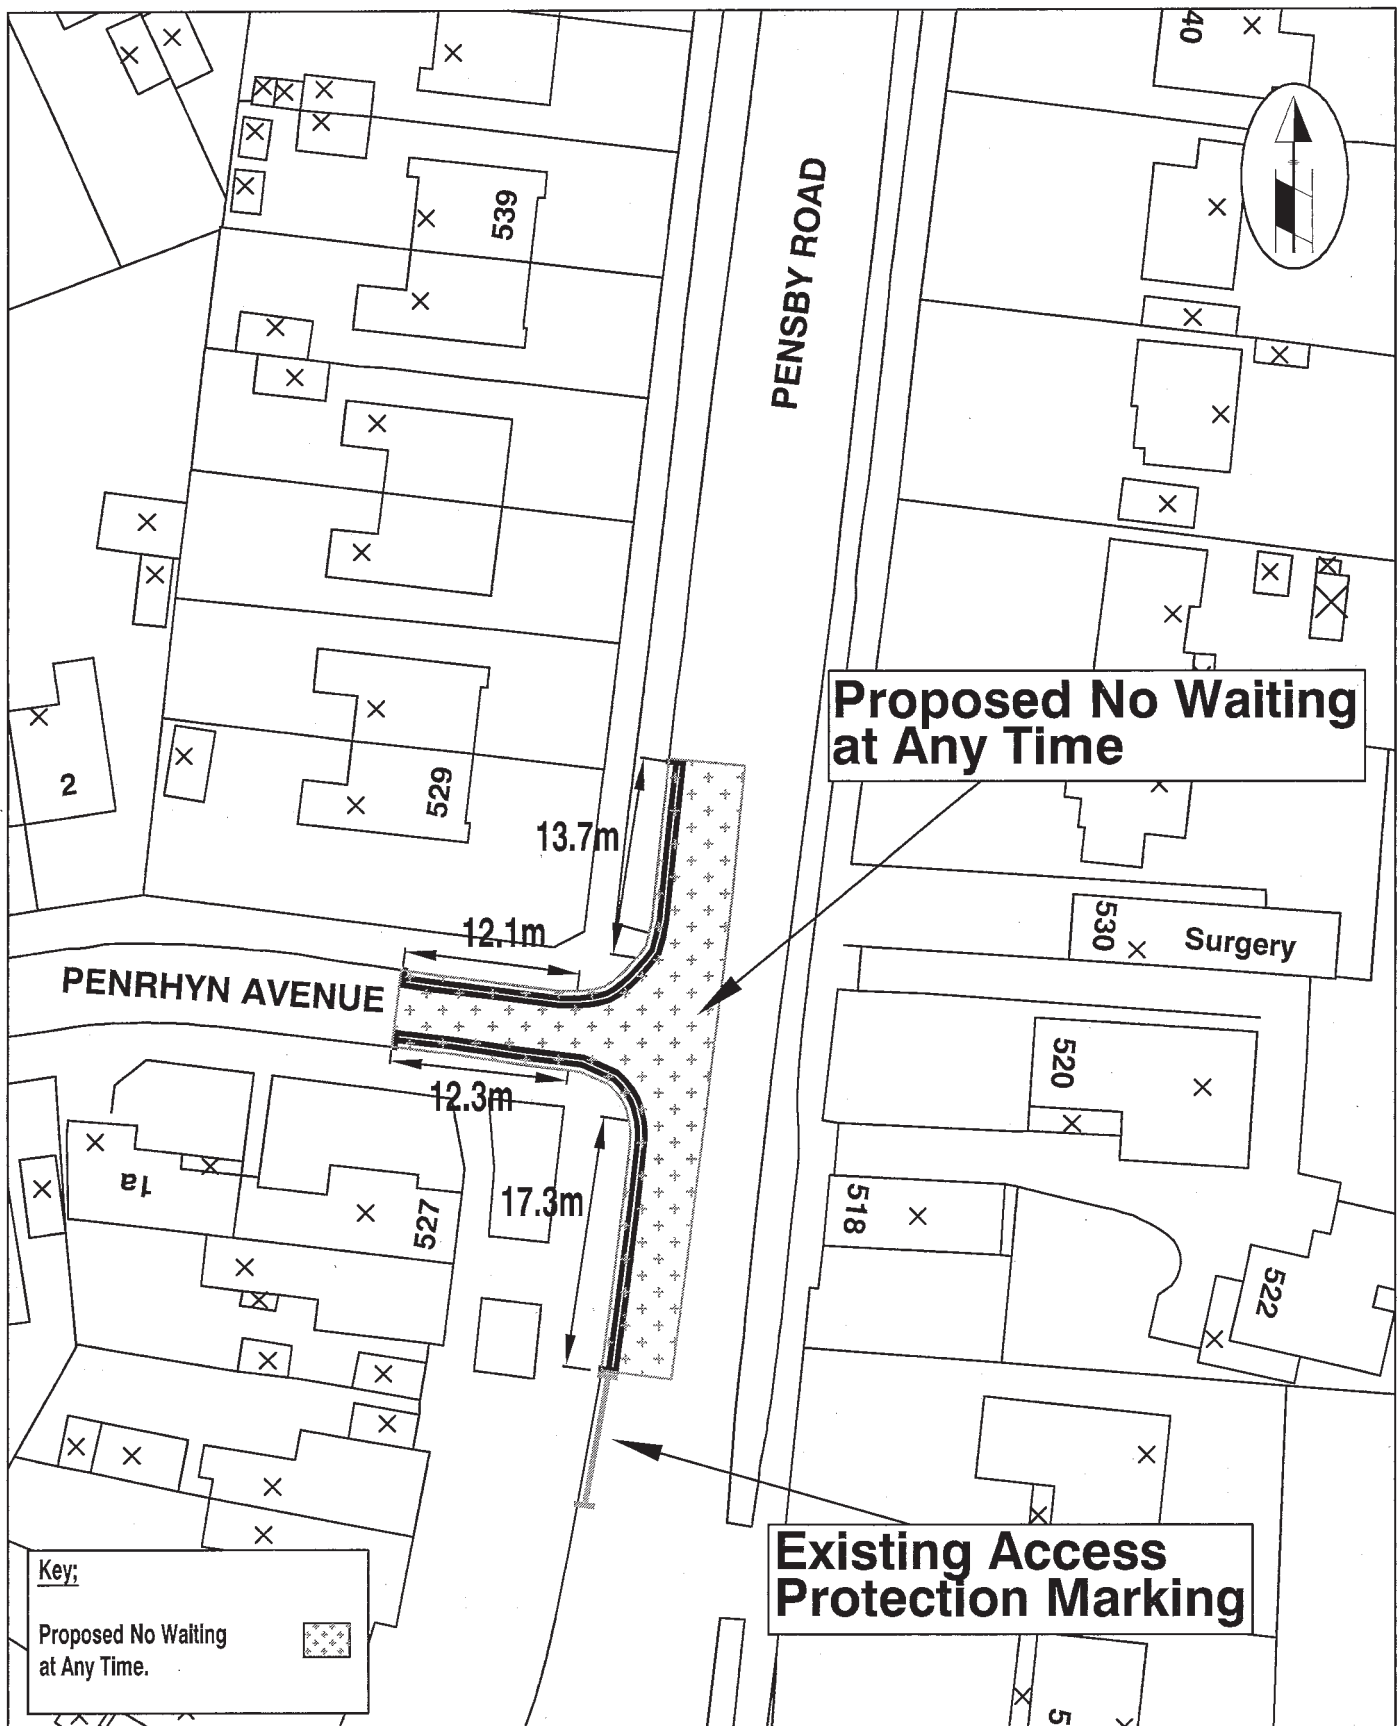 40
539
PENSBY ROAD
Proposed No Waiting
at Any Time
2
529
13.7m
12.1m
530
Surgery
PENRHYN AVENUE
520
12.3m
1a
527
17.3m
518
522
Existing Access
Protection Marking
Key;
Proposed No Waiting
at Any Time.
5